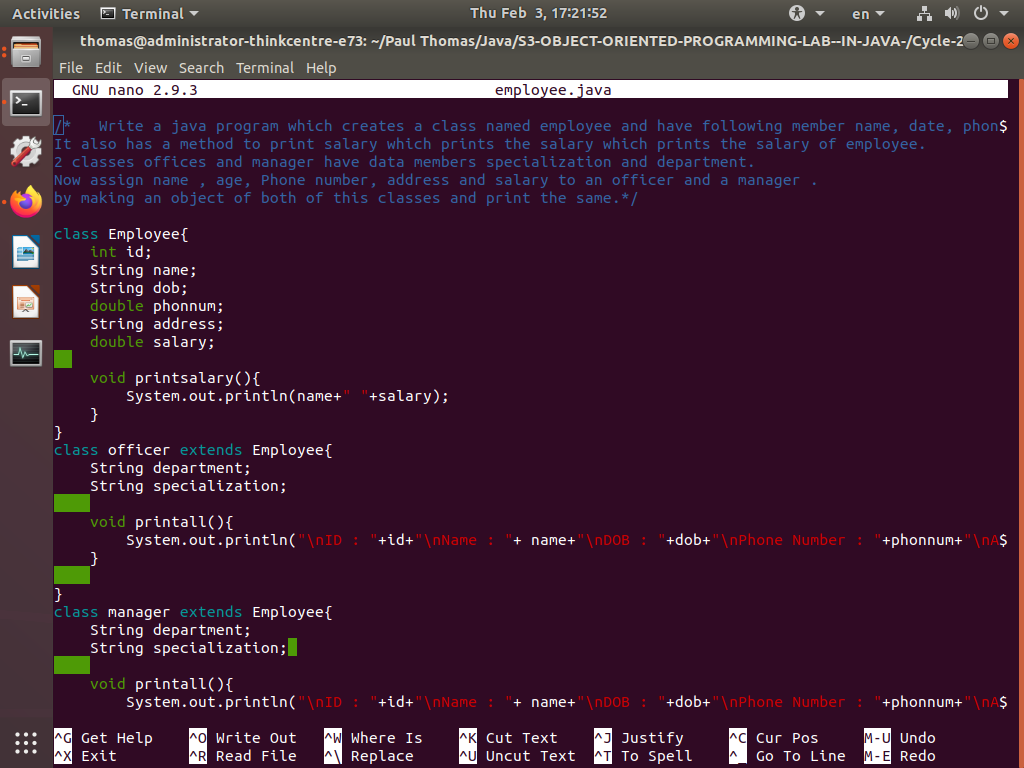 Activities Terminal Thu Feb 3, 17:21:52 en
thomas@administrator-thinkcentre-e73: ~/Paul Thomas/Java/S3-OBJECT-ORIENTED-PROGRAMMING-LAB--IN-JAVA-/Cycle-2
File Edit View Search Terminal Help
GNU nano 2.9.3 employee.java
/*   Write a java program which creates a class named employee and have following member name, date, phon$
It also has a method to print salary which prints the salary which prints the salary of employee.
2 classes offices and manager have data members specialization and department.
Now assign name , age, Phone number, address and salary to an officer and a manager .
by making an object of both of this classes and print the same.*/
class Employee{
    int id;
    String name;
    String dob;
    double phonnum;
    String address;
    double salary;
    void printsalary(){
        System.out.println(name+" "+salary);
    }
}
class officer extends Employee{
    String department;
    String specialization;
    void printall(){
        System.out.println("\nID : "+id+"\nName : "+ name+"\nDOB : "+dob+"\nPhone Number : "+phonnum+"\nA$
    }
}
class manager extends Employee{
    String department;
    String specialization;
    void printall(){
        System.out.println("\nID : "+id+"\nName : "+ name+"\nDOB : "+dob+"\nPhone Number : "+phonnum+"\nA$
^G Get Help ^O Write Out ^W Where Is ^K Cut Text ^J Justify ^C Cur Pos M-U Undo
^X Exit ^R Read File ^\ Replace ^U Uncut Text ^T To Spell ^_ Go To Line M-E Redo